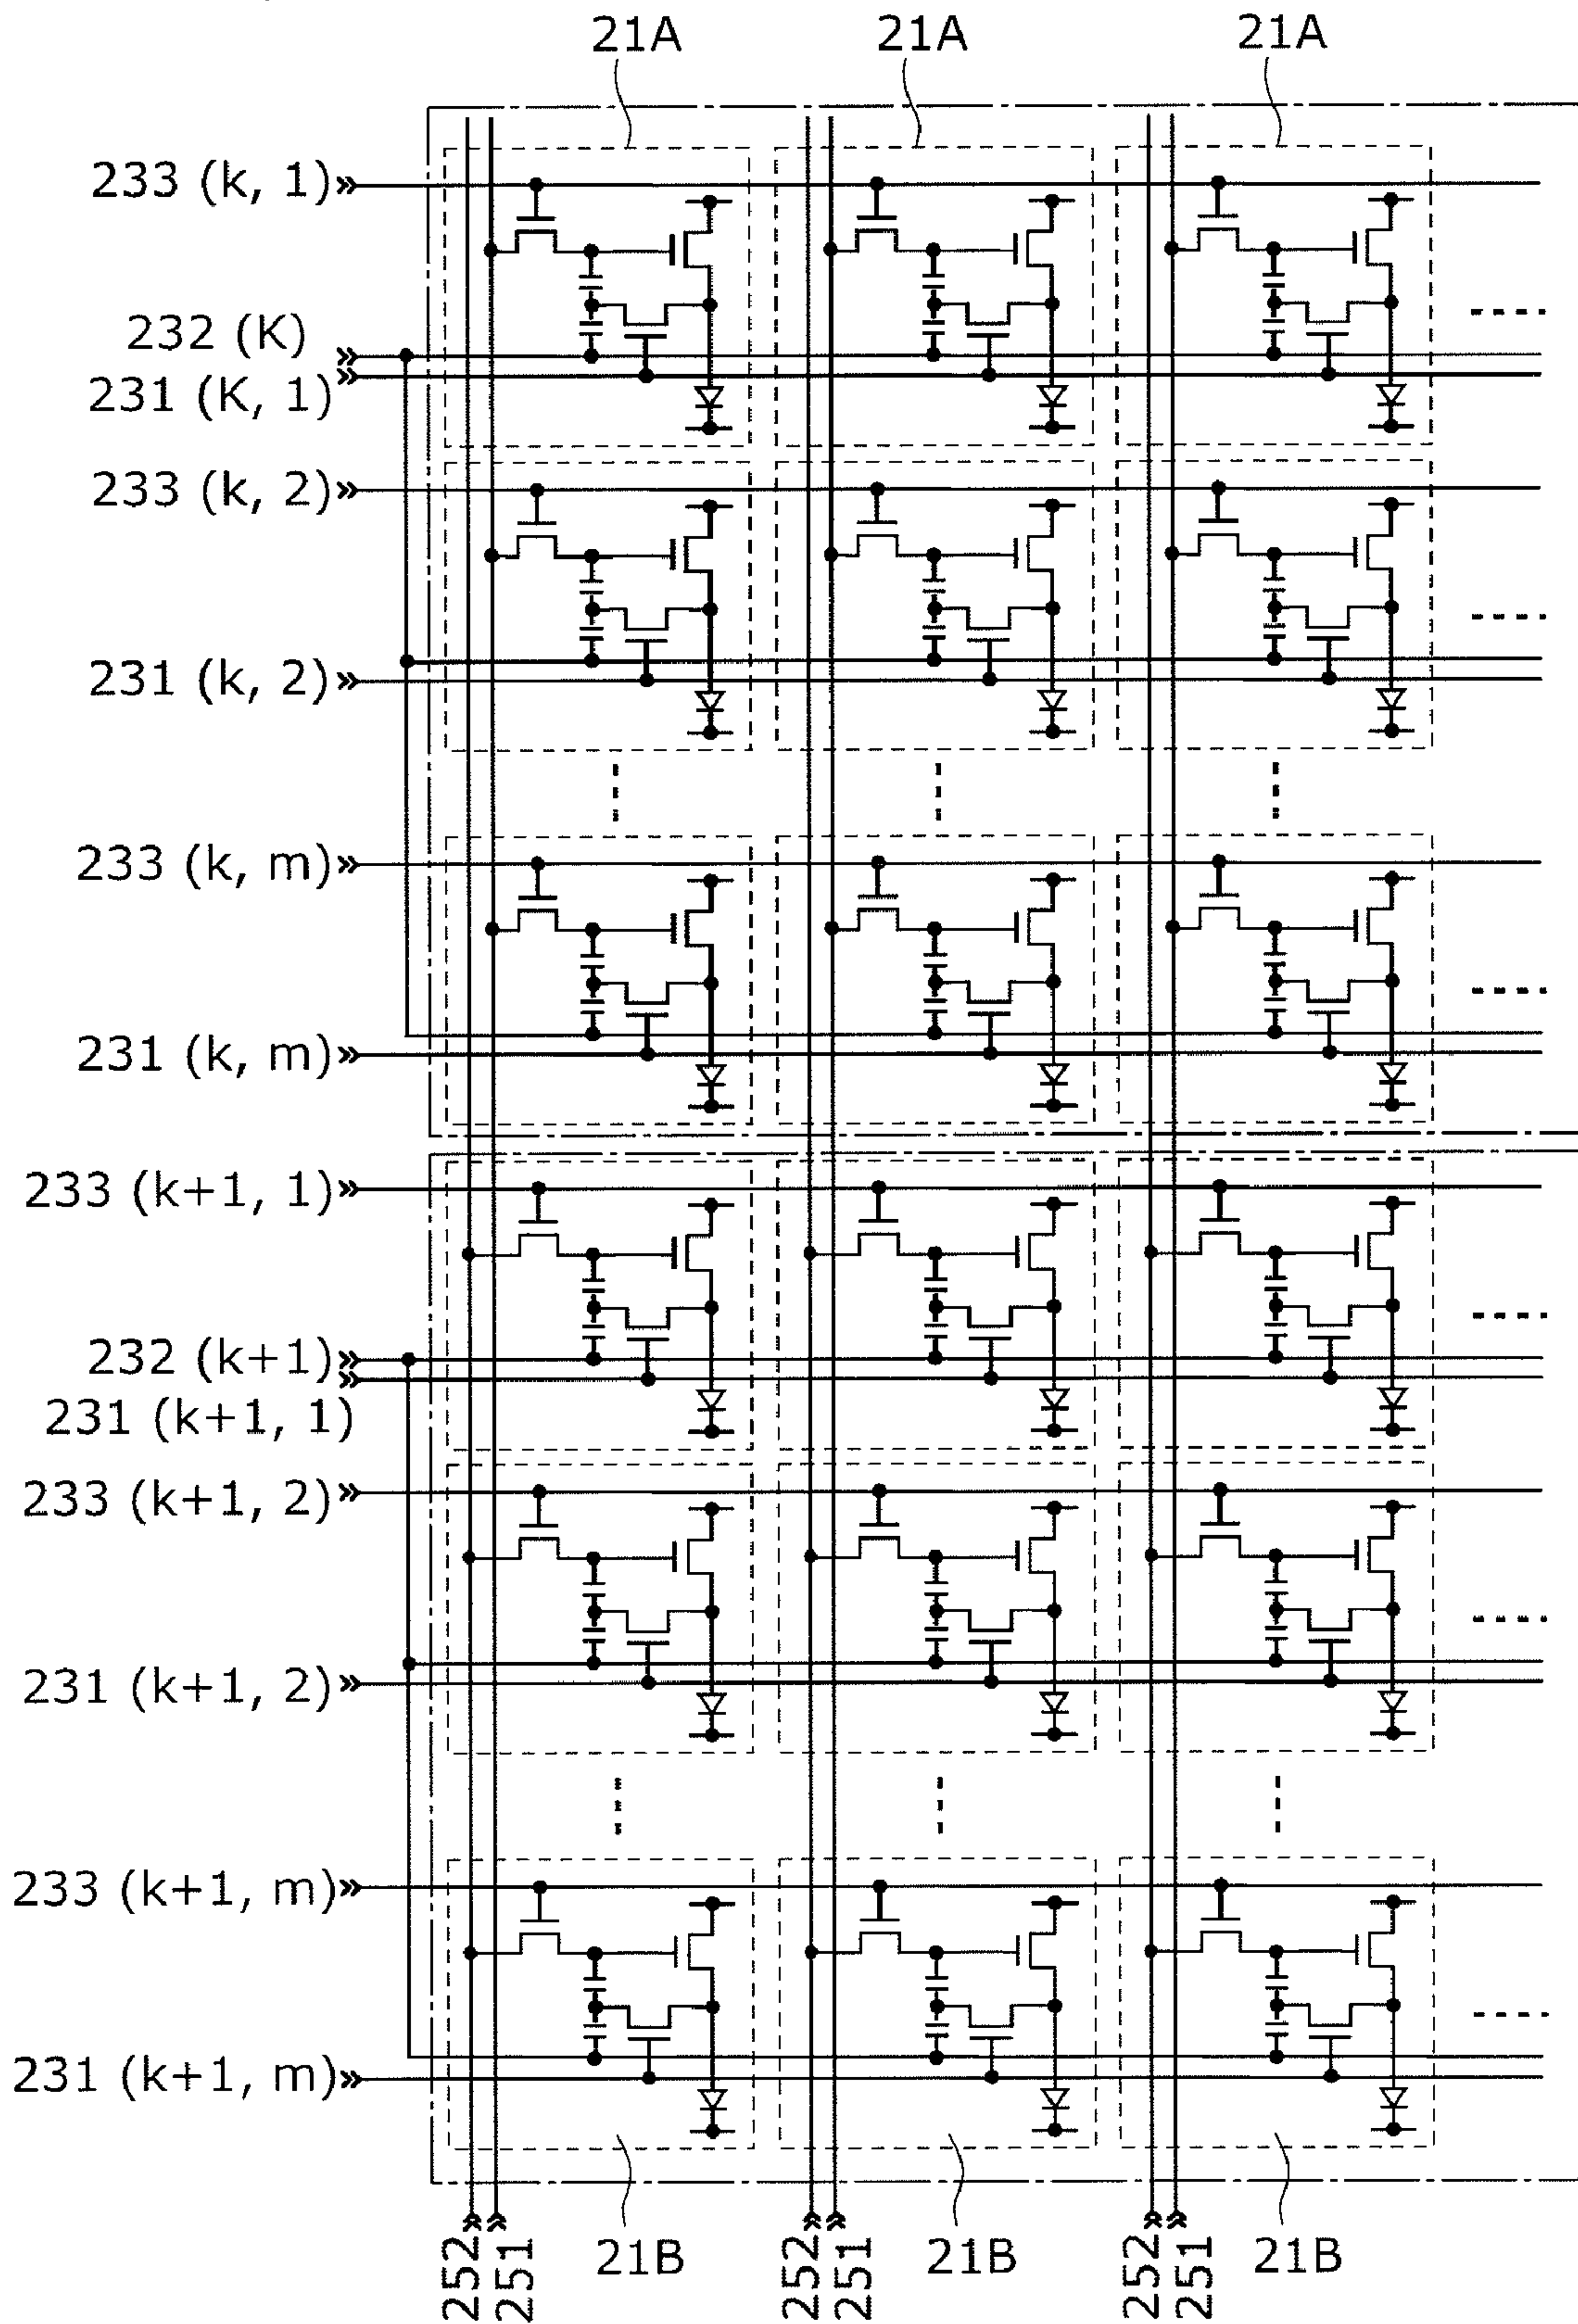 21A 21A 21A
233 (k, 1)
232 (K)
231 (K, 1)
233 (k, 2)
231 (k, 2)
233 (k, m)
231 (k, m)
233 (k+1, 1)
232 (k+1)
231 (k+1, 1)
233 (k+1, 2)
231 (k+1, 2)
233 (k+1, m)
231 (k+1, m)
252 251 21B 252 251 21B 252 251 21B